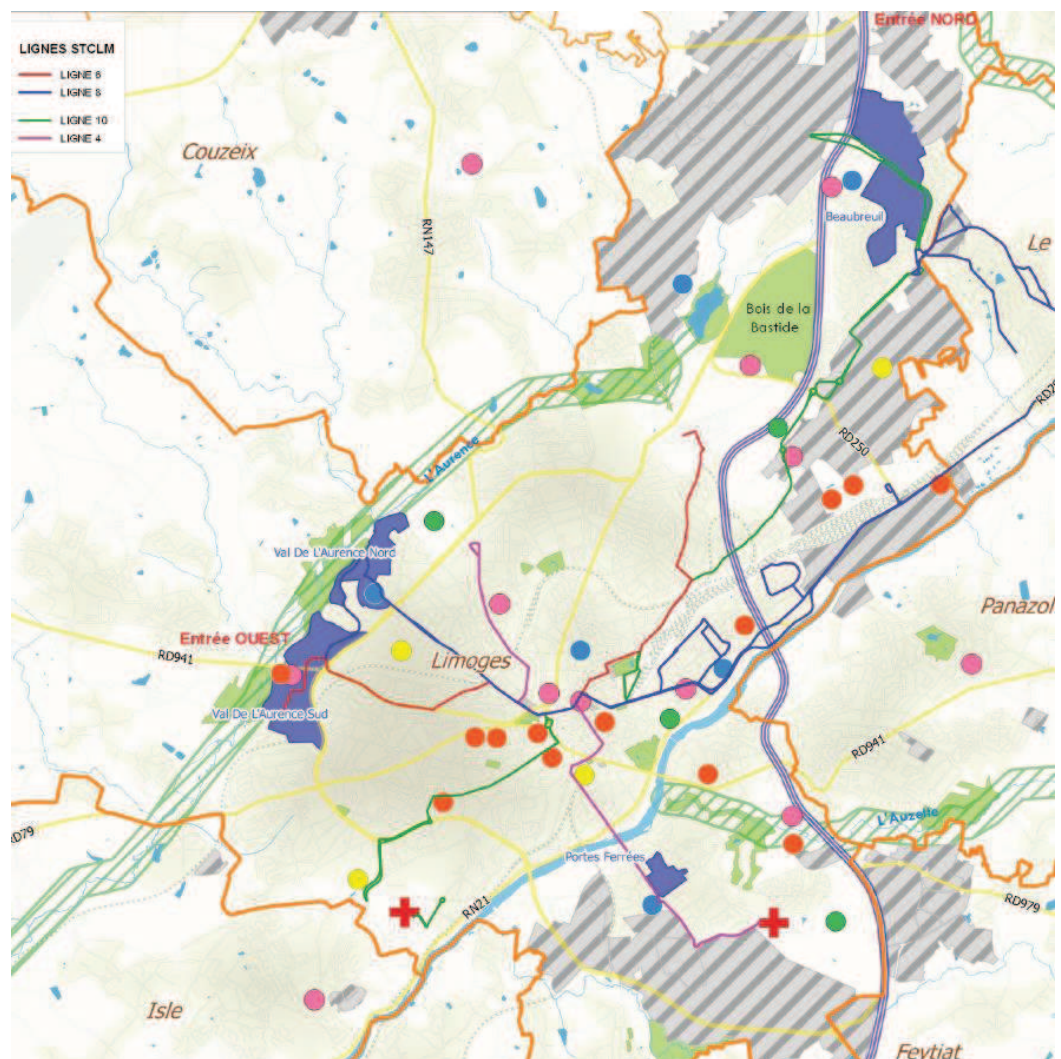 Entrée NORD
LIGNES STCLM
LIGNE 6
LIGNE 8
LIGNE 10
LIGNE 4
Couzeix
Beaubreuil
RN147
Le
Bois de la
Bastide
L'Aurence
RD250
Val De L'Aurence Nord
Panazol
Entrée OUEST
RD941
Limoges
Val De L'Aurence Sud
RD941
L'Auzelle
RD79
Portes Ferrées
RN21
RD979
Isle
Feytiat